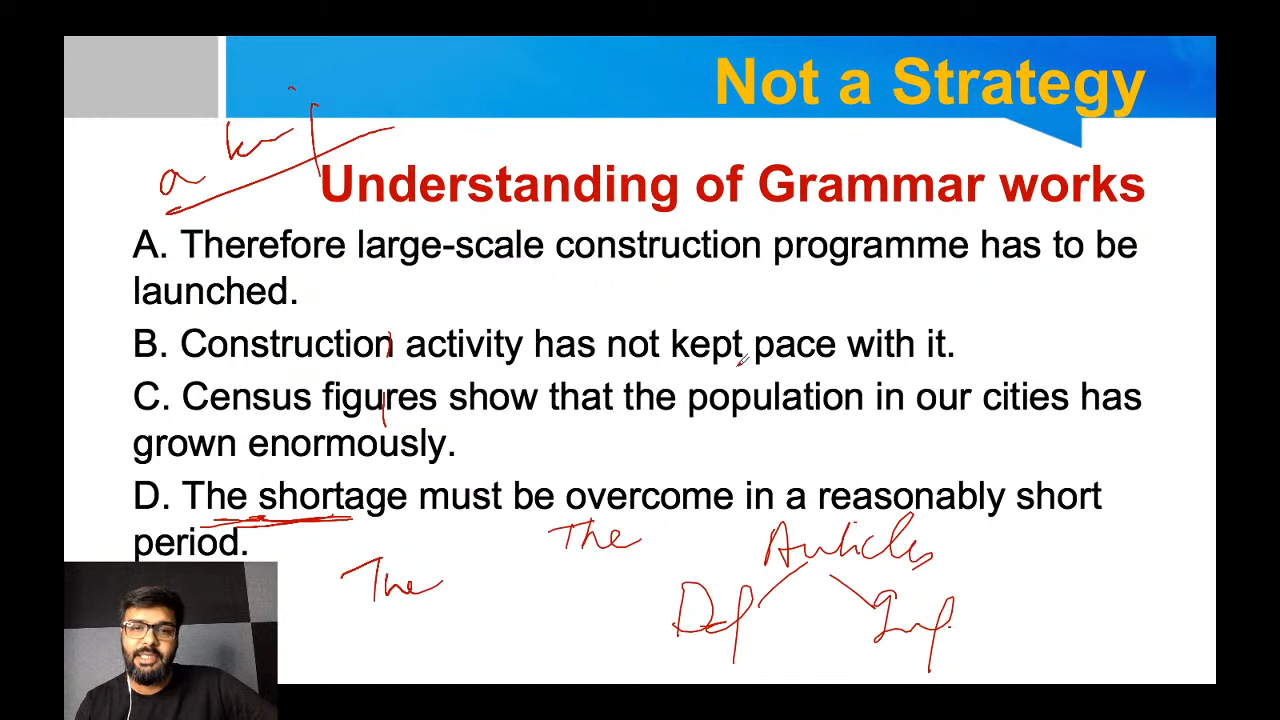 Not a Strategy
Understanding of Grammar works
A. Therefore large-scale construction programme has to be
launched.
B. Construction activity has not kept pace with it.
C. Census figures show that the population in our cities has
grown enormously.
D. The shortage must be overcome in a reasonably short
period.
The
Articles
The
Def